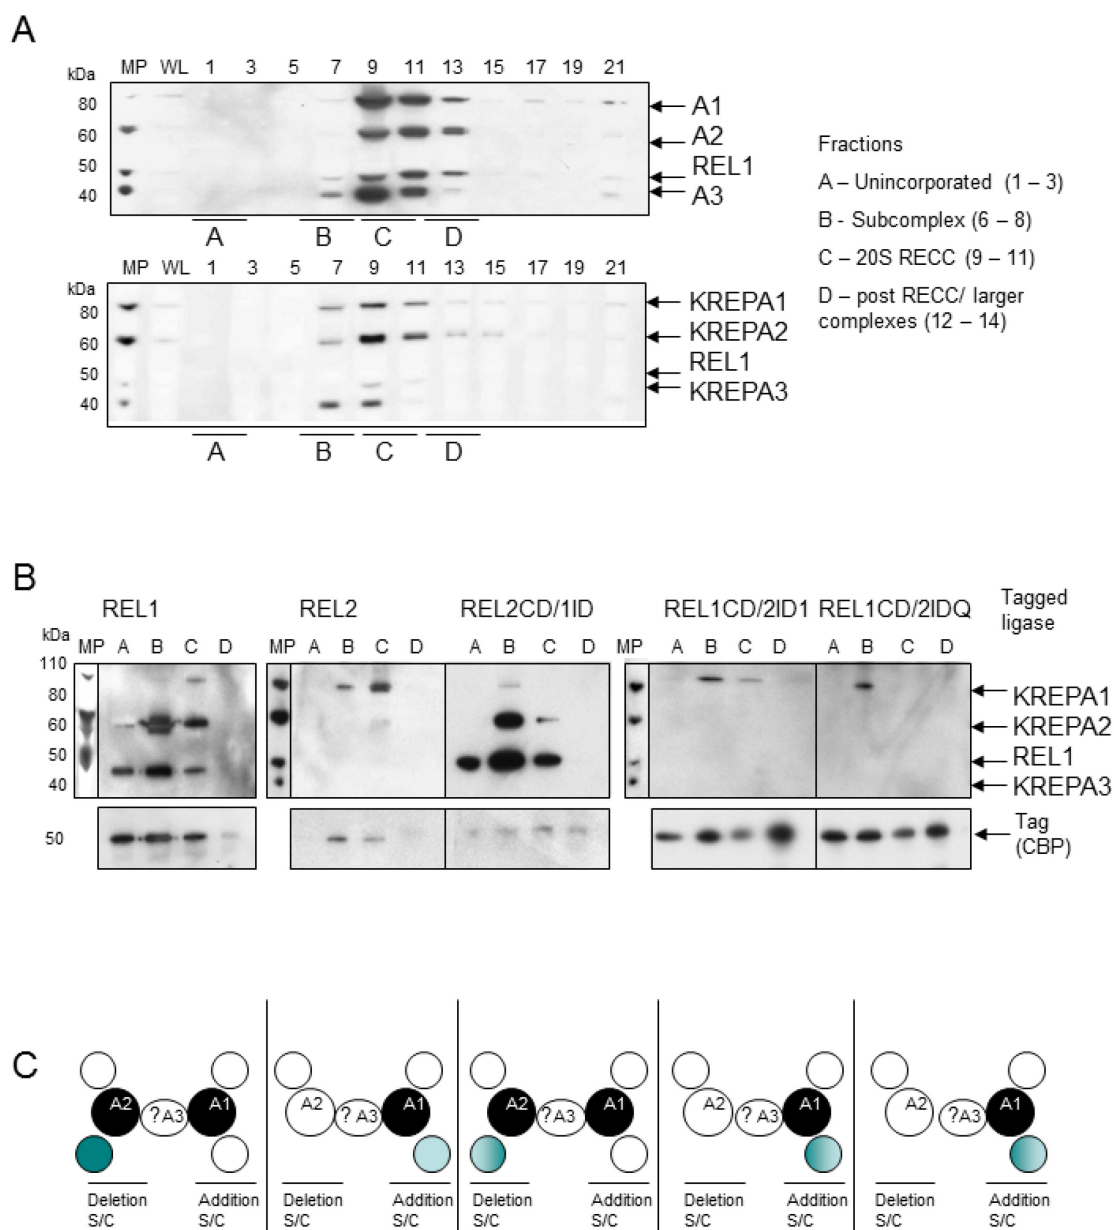 A
kDa MP WL 1 3 5 7 9 11 13 15 17 19 21
80
60
50
40
A1
A2
REL1
A3
A B C D
Fractions
A – Unincorporated (1 – 3)
B - Subcomplex (6 – 8)
C – 20S RECC (9 – 11)
D – post RECC/ larger
complexes (12 – 14)
kDa MP WL 1 3 5 7 9 11 13 15 17 19 21
80
60
50
40
KREPA1
KREPA2
REL1
KREPA3
A B C D
B
REL1 REL2 REL2CD/1ID REL1CD/2ID1 REL1CD/2IDQ
Tagged
ligase
kDa
MP A B C D MP A B C D A B C D MP A B C D A B C D
110
80
60
50
40
KREPA1
KREPA2
REL1
KREPA3
50
Tag
(CBP)
C
A2 ? A3 A1 A2 ? A3 A1 A2 ? A3 A1 A2 ? A3 A1 A2 ? A3 A1
Deletion Addition Deletion Addition Deletion Addition Deletion Addition Deletion Addition
S/C S/C S/C S/C S/C S/C S/C S/C S/C S/C